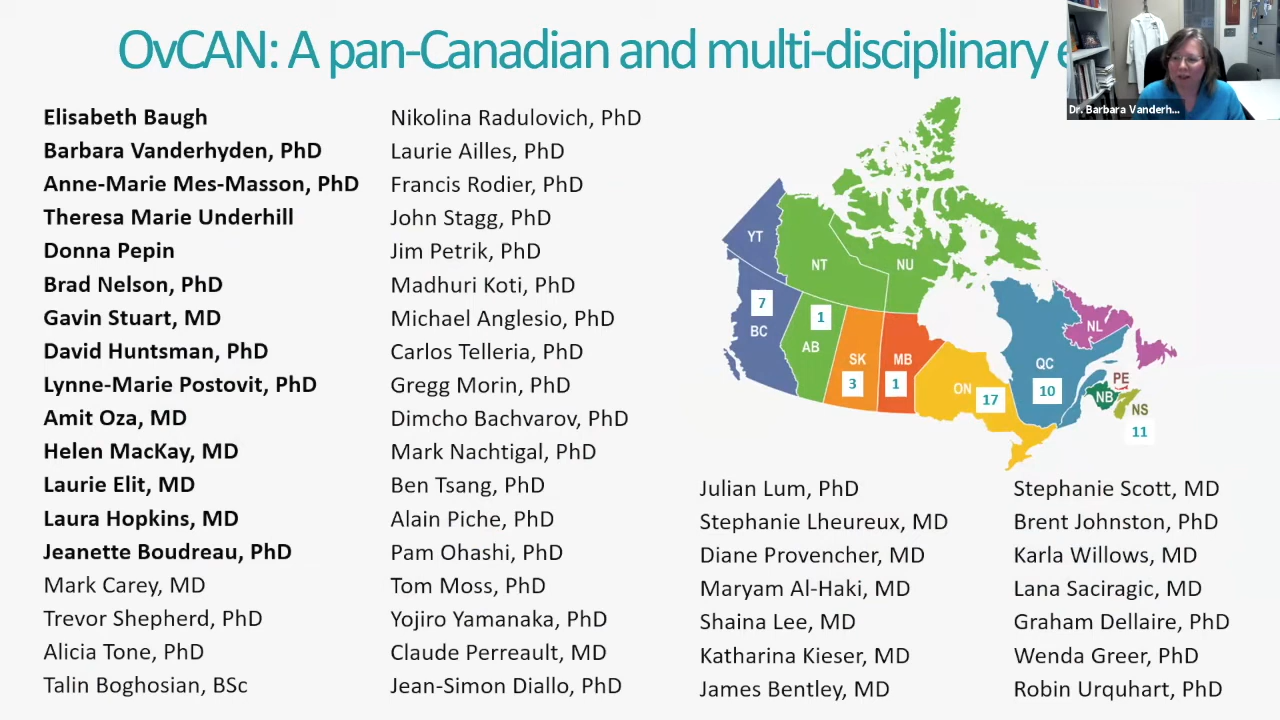 OvCAN: A pan-Canadian and multi-disciplinary e
Dr. Barbara Vanderh...
Elisabeth Baugh
Barbara Vanderhyden, PhD
Anne-Marie Mes-Masson, PhD
Theresa Marie Underhill
Donna Pepin
Brad Nelson, PhD
Gavin Stuart, MD
David Huntsman, PhD
Lynne-Marie Postovit, PhD
Amit Oza, MD
Helen MacKay, MD
Laurie Elit, MD
Laura Hopkins, MD
Jeanette Boudreau, PhD
Mark Carey, MD
Trevor Shepherd, PhD
Alicia Tone, PhD
Talin Boghosian, BSc
Nikolina Radulovich, PhD
Laurie Ailles, PhD
Francis Rodier, PhD
John Stagg, PhD
Jim Petrik, PhD
Madhuri Koti, PhD
Michael Anglesio, PhD
Carlos Telleria, PhD
Gregg Morin, PhD
Dimcho Bachvarov, PhD
Mark Nachtigal, PhD
Ben Tsang, PhD
Alain Piche, PhD
Pam Ohashi, PhD
Tom Moss, PhD
Yojiro Yamanaka, PhD
Claude Perreault, MD
Jean-Simon Diallo, PhD
YT
NT
NU
7
BC
1
AB
SK
3
MB
1
ON
17
QC
10
NL
PE
NB
NS
11
Julian Lum, PhD
Stephanie Lheureux, MD
Diane Provencher, MD
Maryam Al-Haki, MD
Shaina Lee, MD
Katharina Kieser, MD
James Bentley, MD
Stephanie Scott, MD
Brent Johnston, PhD
Karla Willows, MD
Lana Saciragic, MD
Graham Dellaire, PhD
Wenda Greer, PhD
Robin Urquhart, PhD